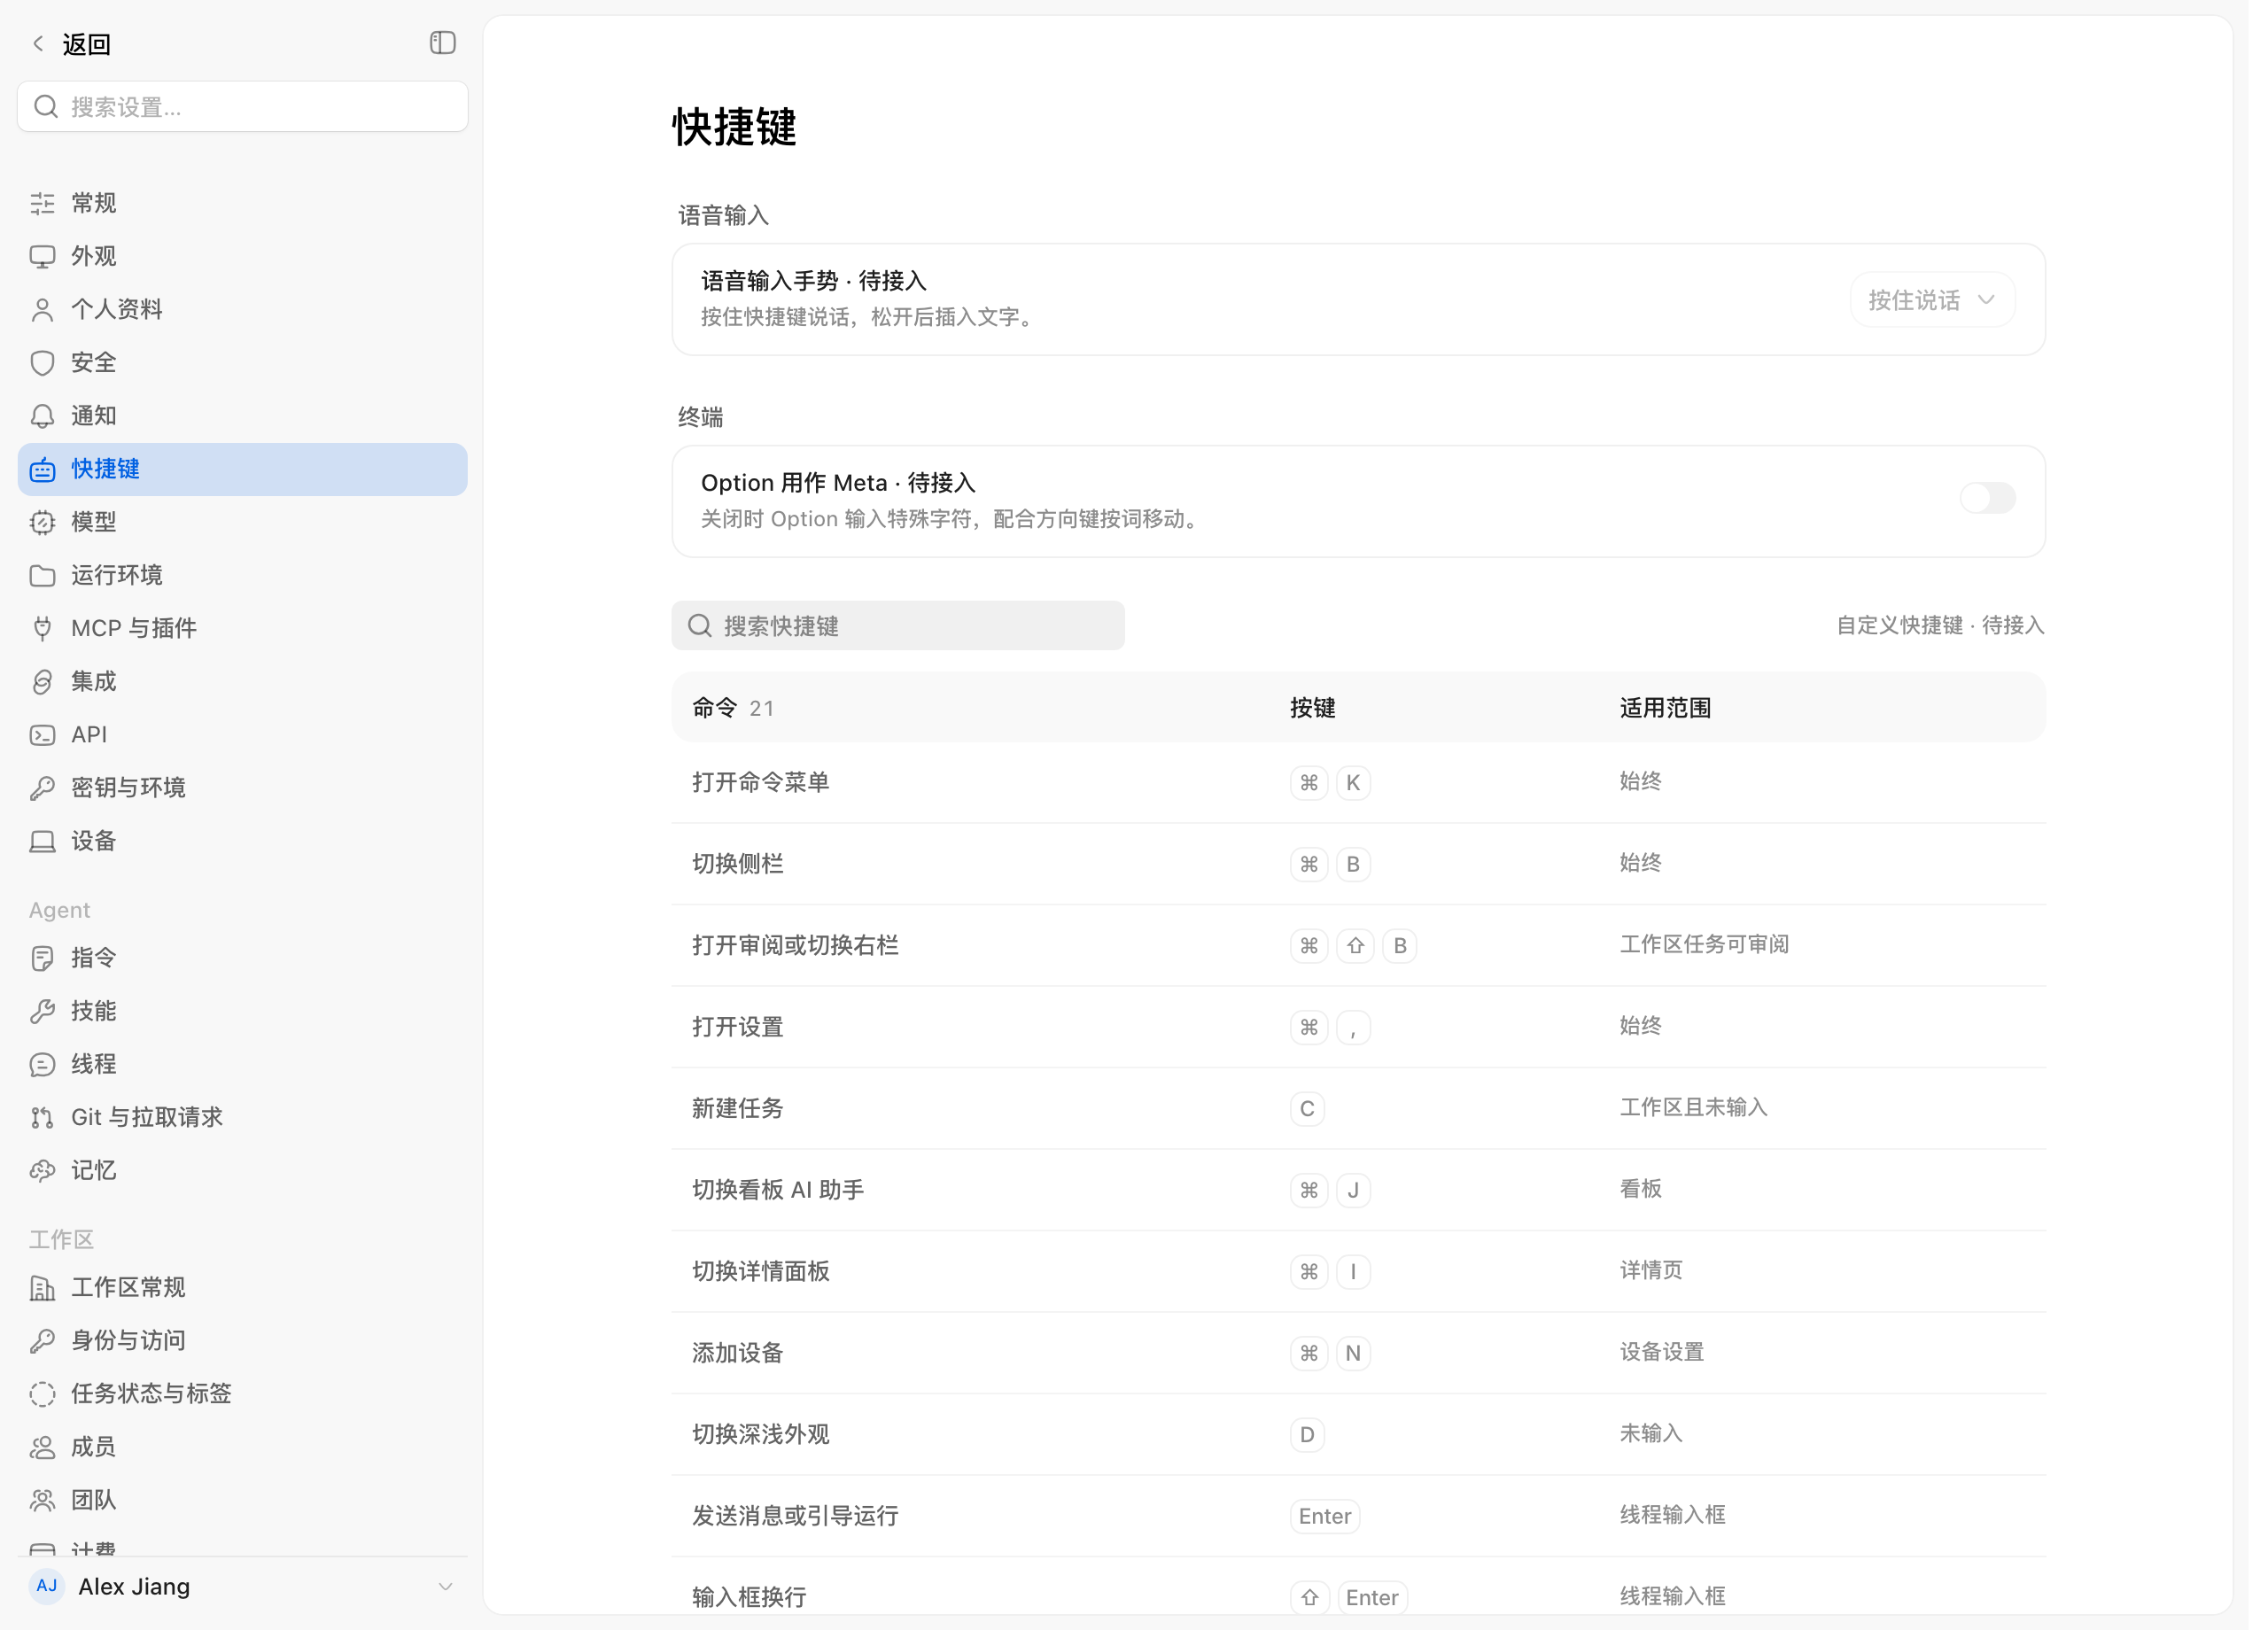 返回
搜索设置...
常规
外观
个人资料
安全
通知
快捷键
模型
运行环境
MCP 与插件
集成
API
密钥与环境
设备
Agent
指令
技能
线程
Git 与拉取请求
记忆
工作区
工作区常规
身份与访问
任务状态与标签
成员
团队
计费
AJ Alex Jiang
快捷键
语音输入
语音输入手势 · 待接入
按住快捷键说话，松开后插入文字。
按住说话
终端
Option 用作 Meta · 待接入
关闭时 Option 输入特殊字符，配合方向键按词移动。
搜索快捷键
自定义快捷键 · 待接入
命令 21 按键 适用范围
打开命令菜单 ⌘ K 始终
切换侧栏 ⌘ B 始终
打开审阅或切换右栏 ⌘ ⇧ B 工作区任务可审阅
打开设置 ⌘ , 始终
新建任务 C 工作区且未输入
切换看板 AI 助手 ⌘ J 看板
切换详情面板 ⌘ I 详情页
添加设备 ⌘ N 设备设置
切换深浅外观 D 未输入
发送消息或引导运行 Enter 线程输入框
输入框换行 ⇧ Enter 线程输入框